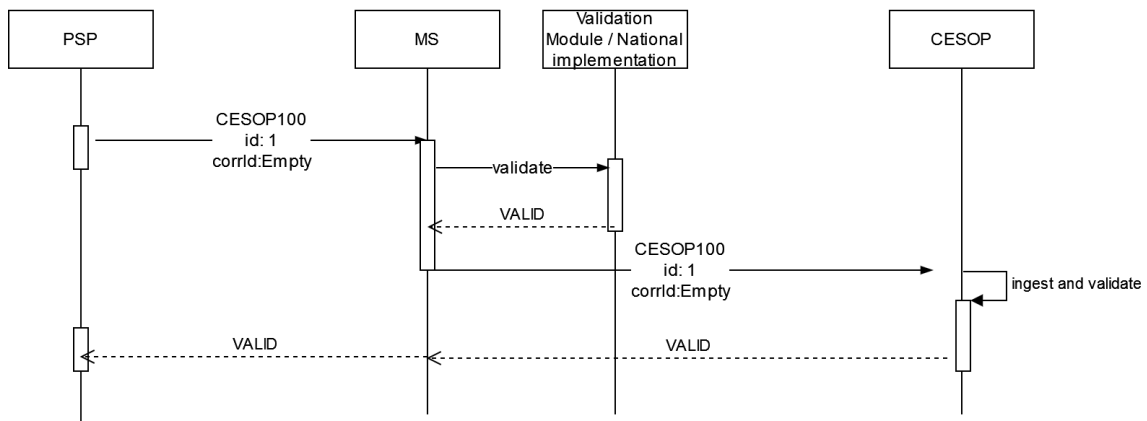 PSP
MS
Validation
Module / National
implementation
CESOP
CESOP100
id: 1
corrId:Empty
validate
VALID
CESOP100
id: 1
corrId:Empty
ingest and validate
VALID
VALID